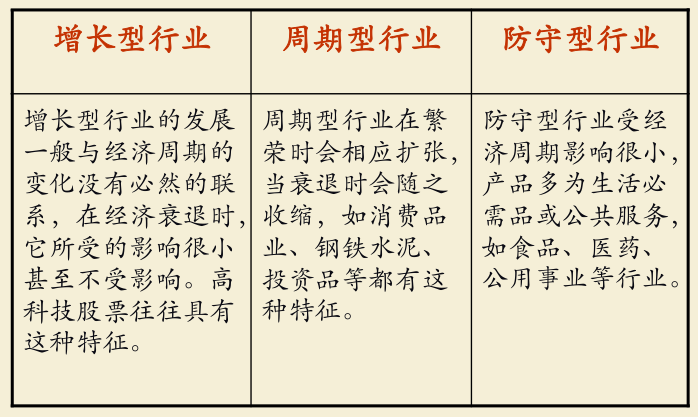 增长型行业
周期型行业
防守型行业
增长型行业的发展
一般与经济周期的
变化没有必然的联
系，在经济衰退时，
它所受的影响很小
甚至不受影响。高
科技股票往往具有
这种特征。
周期型行业在繁
荣时会相应扩张，
当衰退时会随之
收缩，如消费品
业、钢铁水泥、
投资品等都有这
种特征。
防守型行业受经
济周期影响很小，
产品多为生活必
需品或公共服务，
如食品、医药、
公用事业等行业。